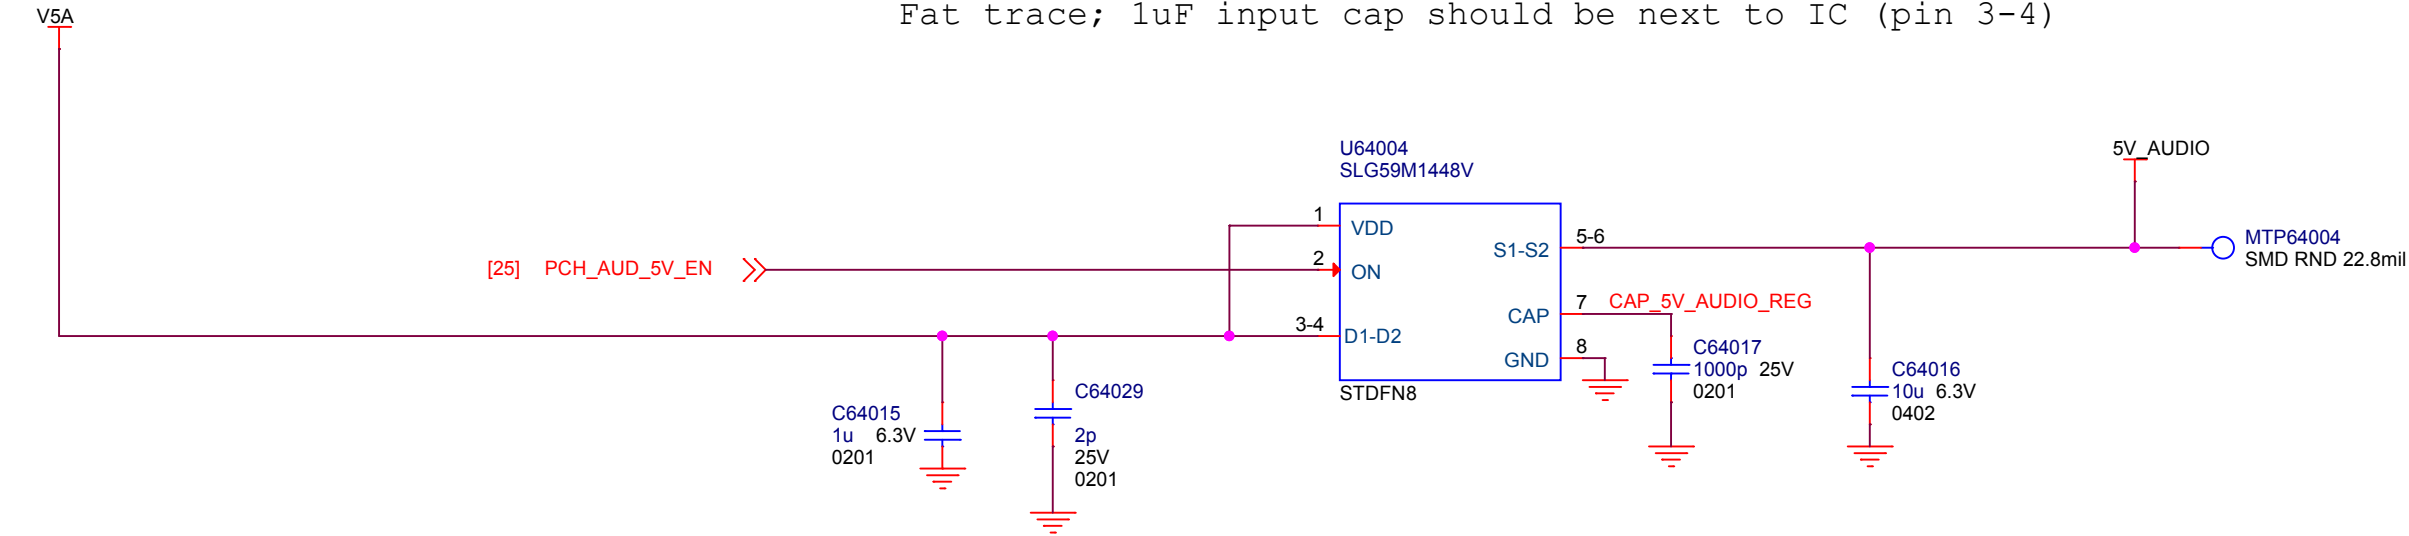 V5A
Fat trace; 1uF input cap should be next to IC (pin 3-4)
U64004
SLG59M1448V
5V_AUDIO
1
VDD
2
ON
3-4
D1-D2
S1-S2
5-6
CAP
7
CAP_5V_AUDIO_REG
GND
8
STDFN8
[25] PCH_AUD_5V_EN
MTP64004
SMD RND 22.8mil
C64015
1u 6.3V
0201
C64029
2p
25V
0201
C64017
1000p 25V
0201
C64016
10u 6.3V
0402